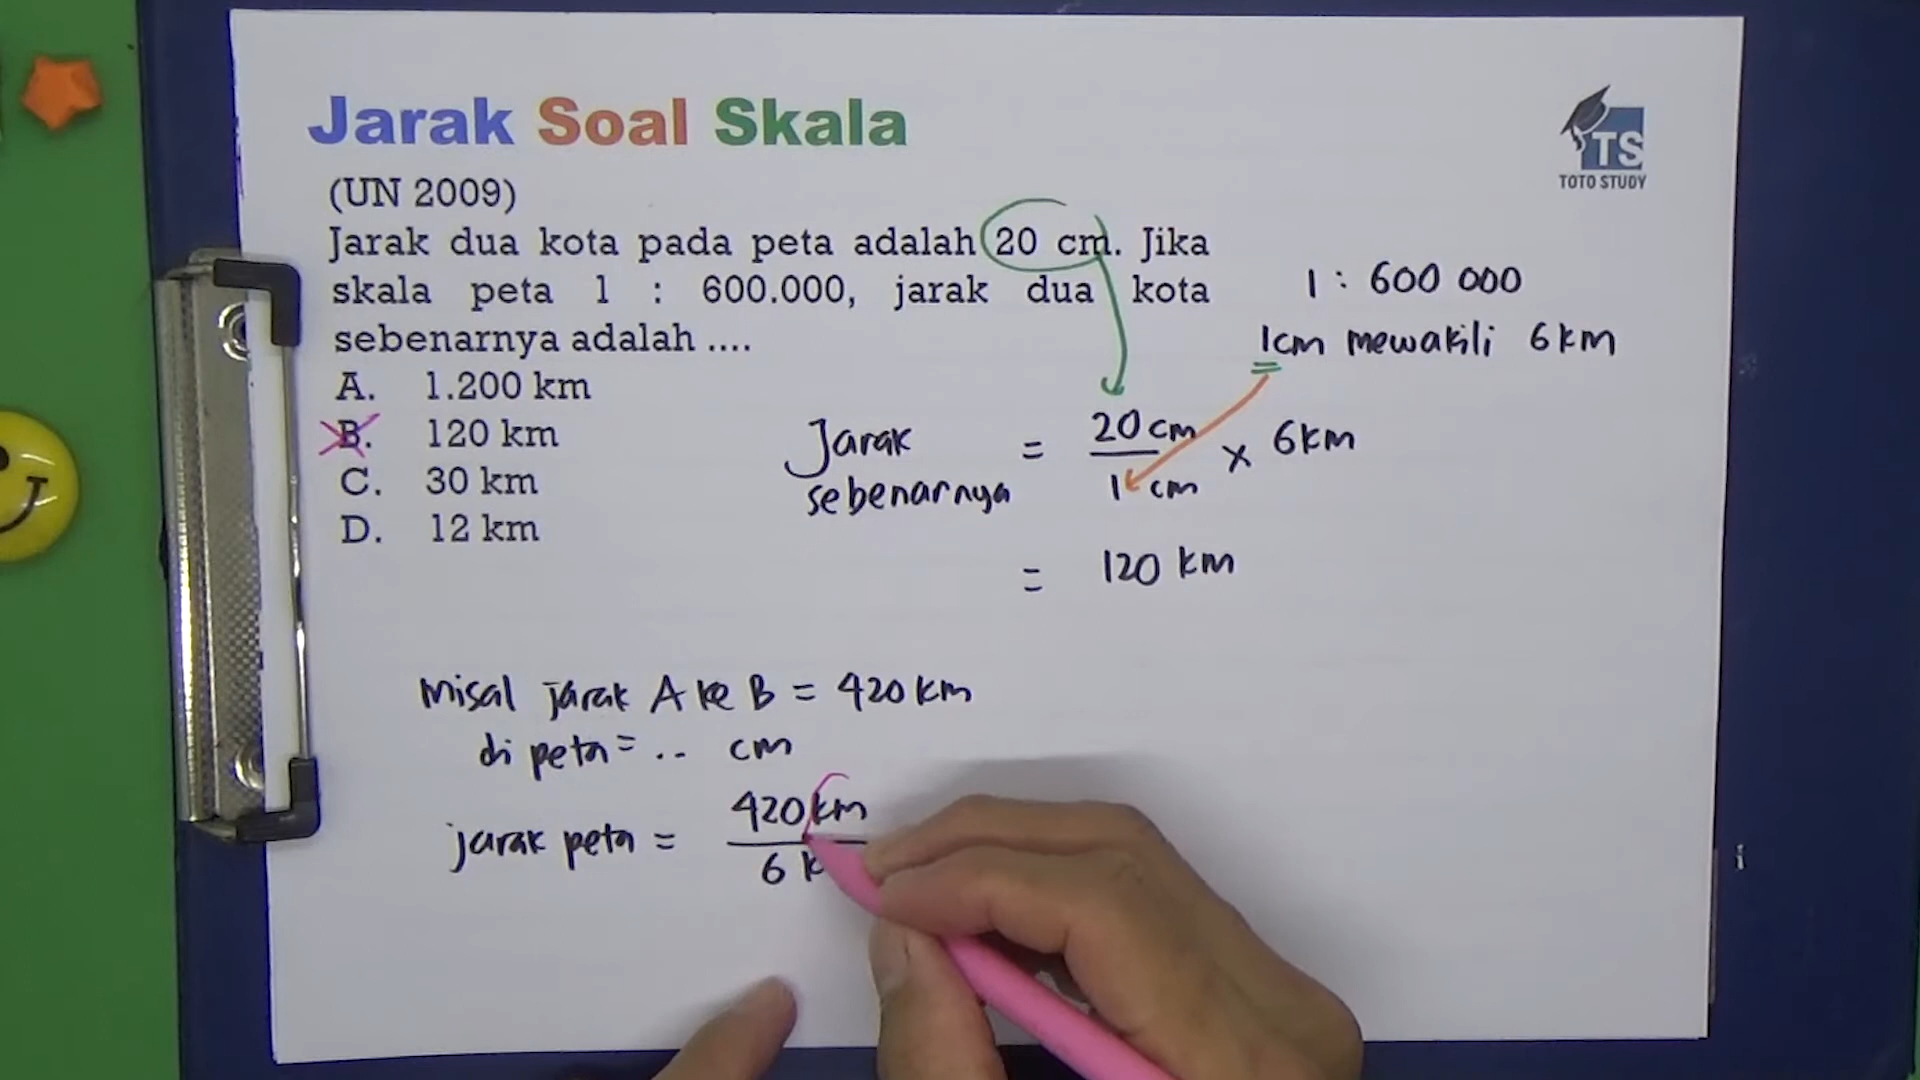 Jarak Soal Skala
TS
TOTO STUDY
(UN 2009)
Jarak dua kota pada peta adalah 20 cm. Jika
skala peta 1 : 600.000, jarak dua kota
sebenarnya adalah ....
A. 1.200 km
B. 120 km
C. 30 km
D. 12 km
1 : 600 000
1cm mewakili 6km
Jarak sebenarnya = 20 cm
1 cm
× 6km
= 120 km
misal jarak A ke B = 420 km
di peta = .. cm
jarak peta = 420 km
6 k